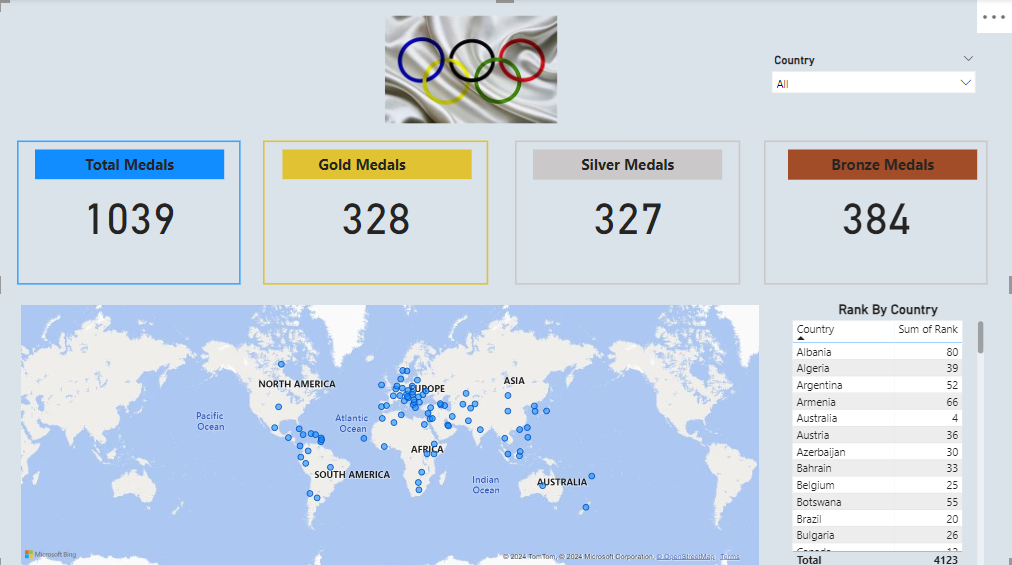 Country
All
Total Medals
Gold Medals
Silver Medals
Bronze Medals
1039
328
327
384
Rank By Country
Country Sum of Rank
Albania 80
Algeria 39
Argentina 52
Armenia 66
Australia 4
Austria 36
Azerbaijan 30
Bahrain 33
Belgium 25
Botswana 55
Brazil 20
Bulgaria 26
Total 4123
NORTH AMERICA
EUROPE
ASIA
Pacific
Ocean
Atlantic
Ocean
AFRICA
SOUTH AMERICA
Indian
Ocean
AUSTRALIA
Microsoft Bing
© 2024 TomTom, © 2024 Microsoft Corporation, © OpenStreetMap Terms